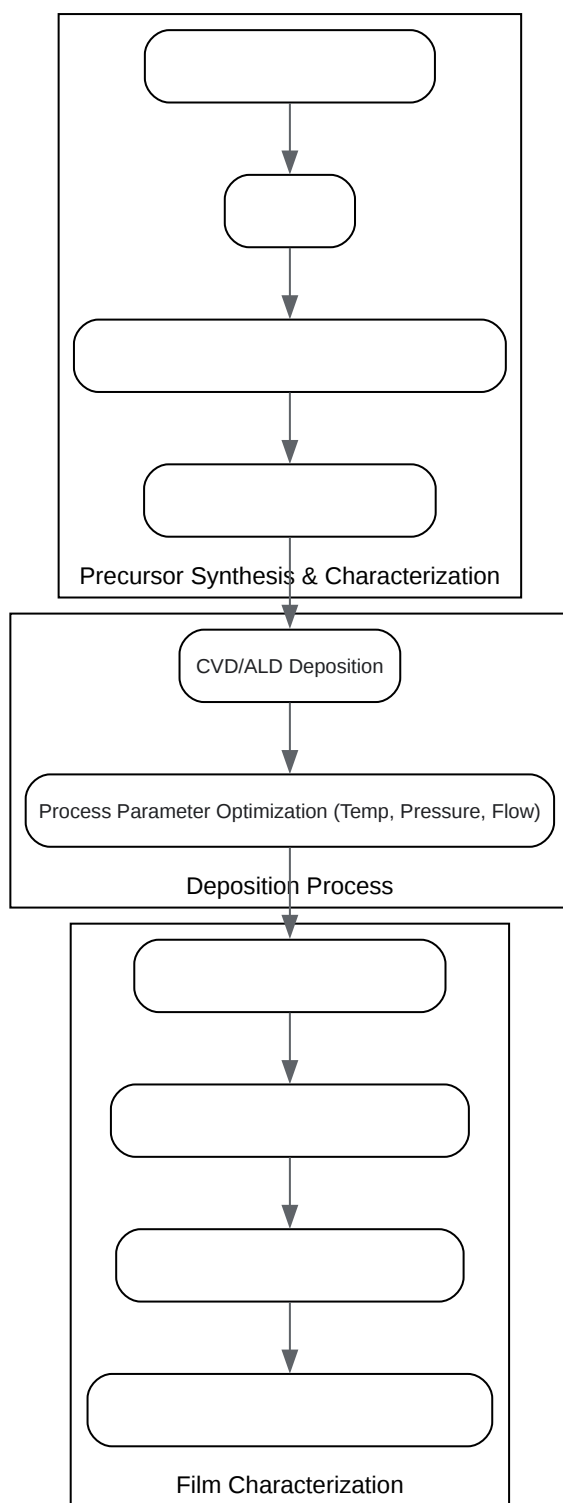 Precursor Synthesis & Characterization
CVD/ALD Deposition
Process Parameter Optimization (Temp, Pressure, Flow)
Deposition Process
Film Characterization